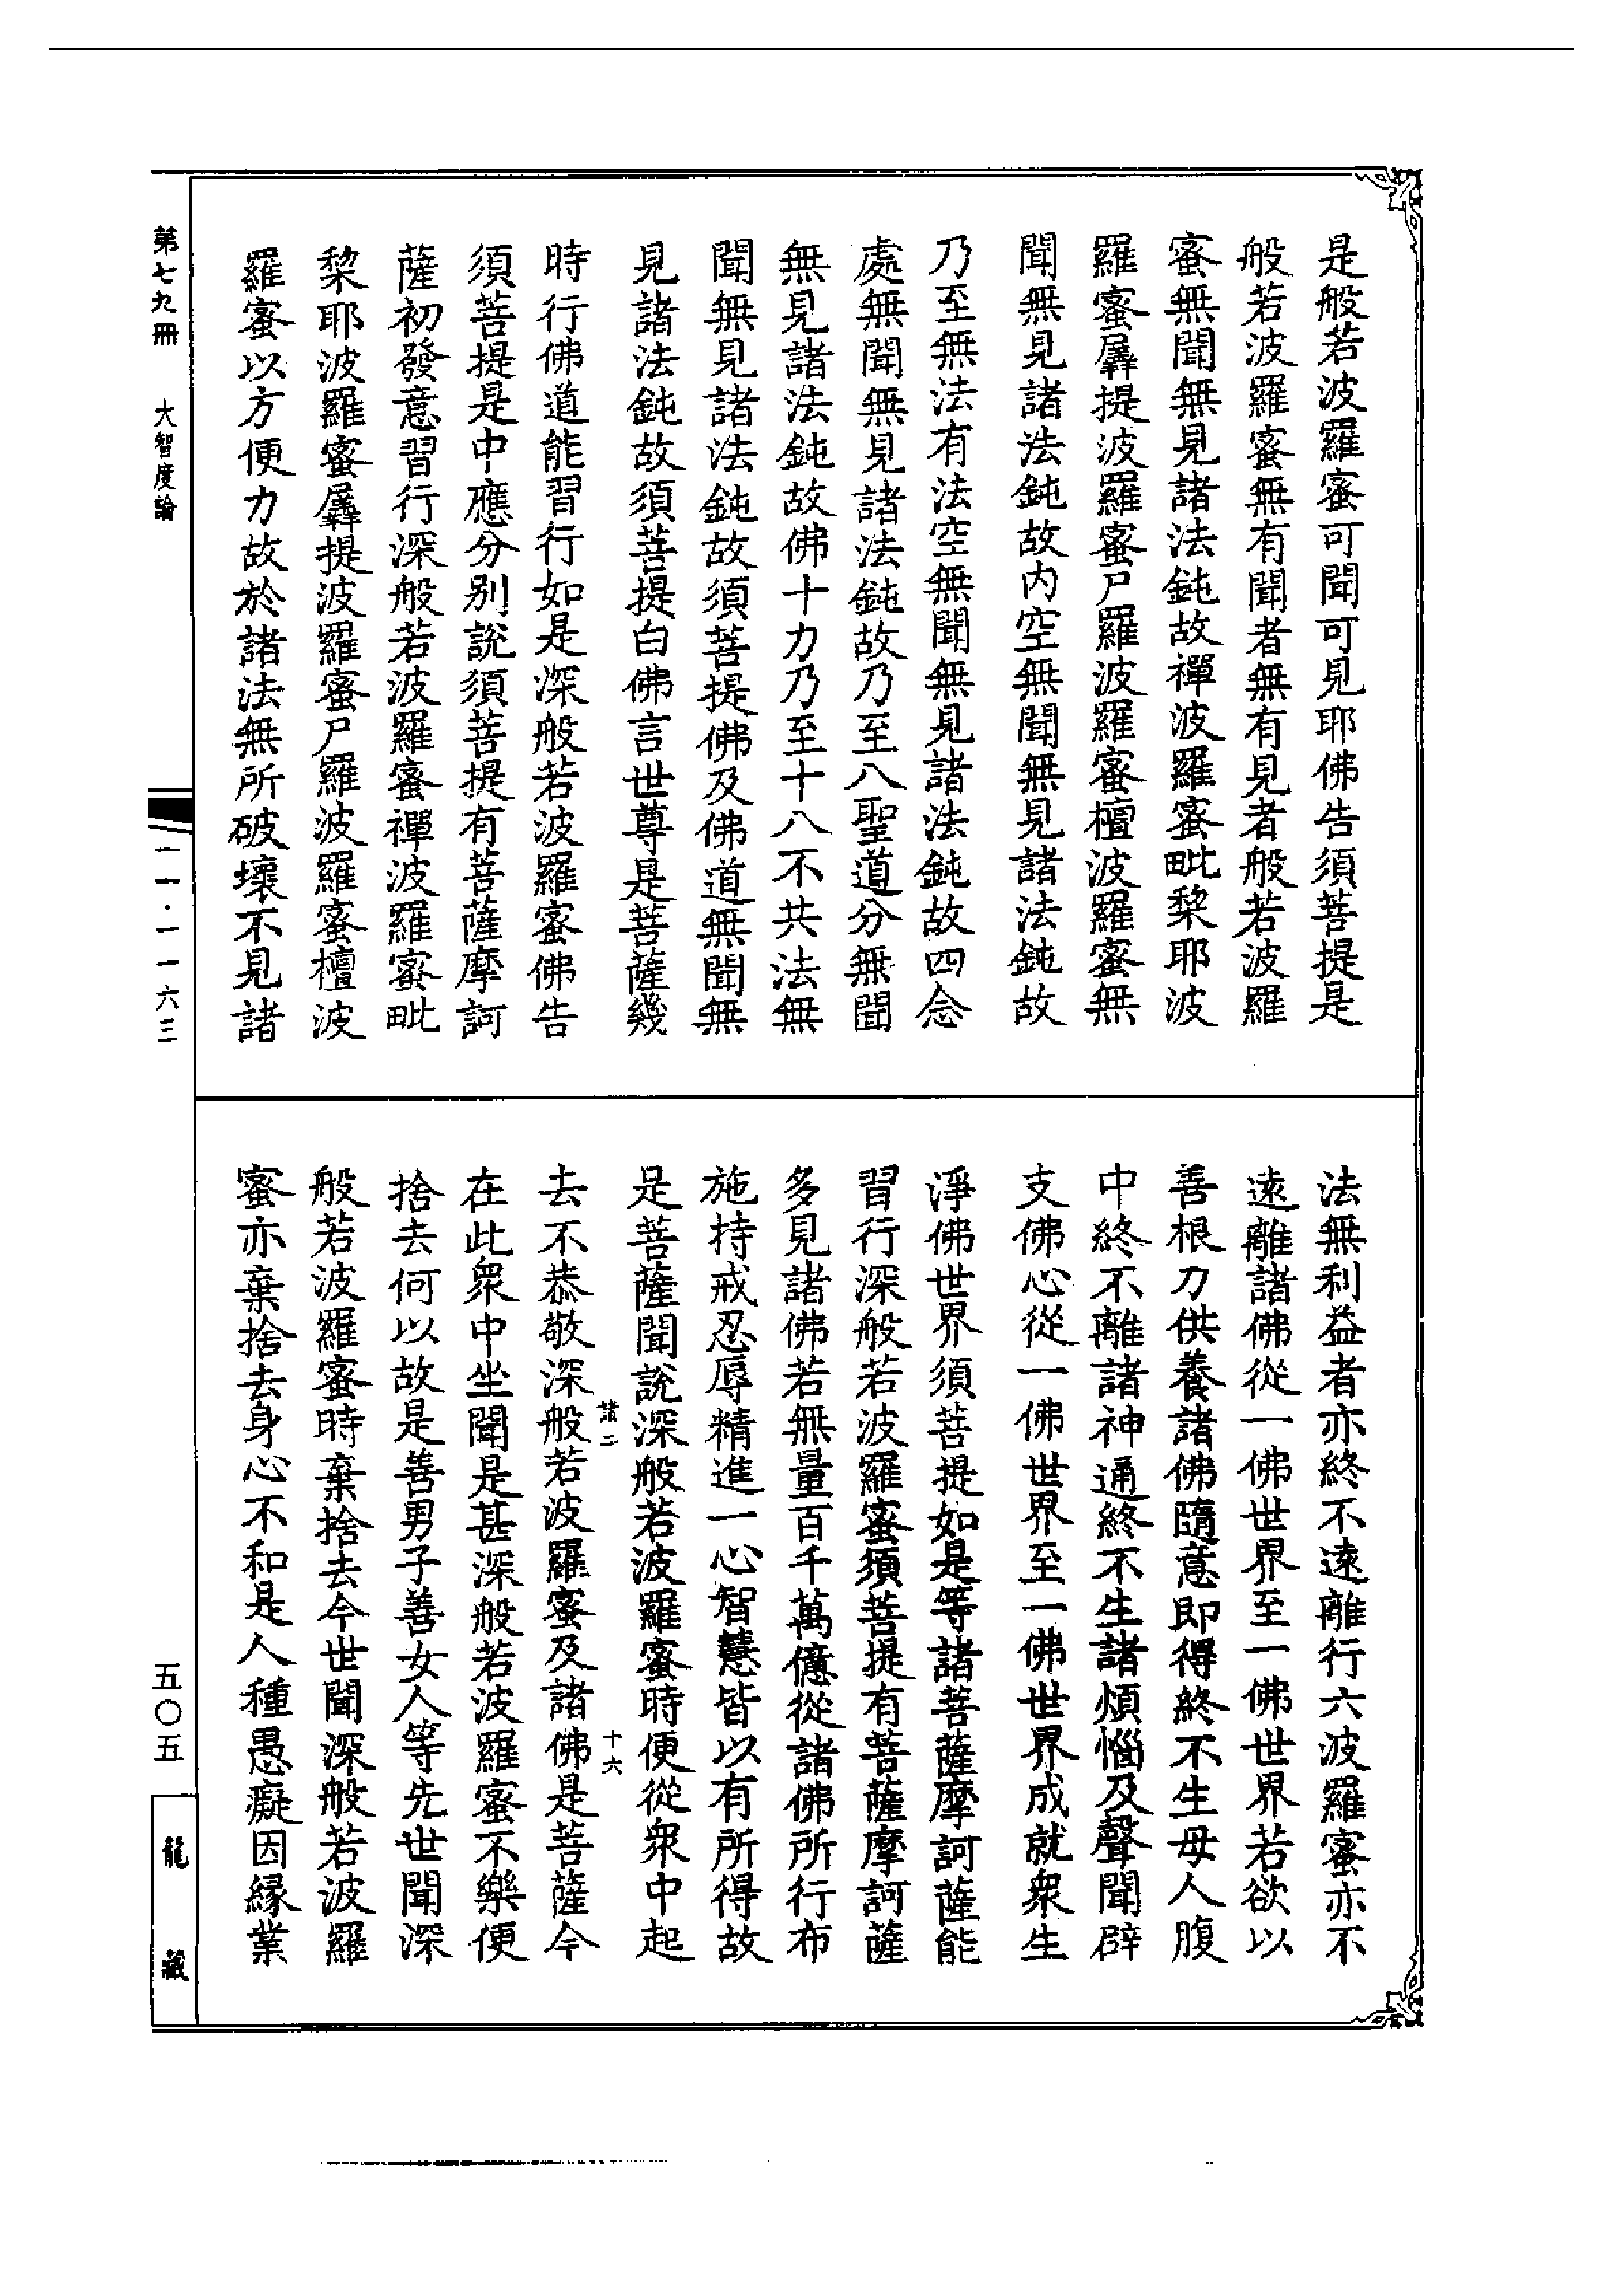 是般若波羅蜜可聞可見耶佛告須菩提是
般若波羅蜜無有聞者無有見者般若波羅
蜜無聞無見諸法鈍故禪波羅蜜毗棃耶波
羅蜜羼提波羅蜜尸羅波羅蜜檀波羅蜜無
聞無見諸法鈍故內空無聞無見諸法鈍故
乃至無法有法空無聞無見諸法鈍故四念
處無聞無見諸法鈍故乃至八聖道分無聞
無見諸法鈍故佛十力乃至十八不共法無
聞無見諸法鈍故須菩提佛及佛道無聞無
見諸法鈍故須菩提白佛言世尊是菩薩幾
時行佛道能習行如是深般若波羅蜜佛告
須菩提是中應分別說須菩提有菩薩摩訶
薩初發意習行深般若波羅蜜禪波羅蜜毗
棃耶波羅蜜羼提波羅蜜尸羅波羅蜜檀波
羅蜜以方便力故於諸法無所破壞不見諸
法無利益者亦終不遠離行六波羅蜜亦不
遠離諸佛從一佛世界至一佛世界若欲以
善根力供養諸佛隨意即得終不生母人腹
中終不離諸神通終不生諸煩惱及聲聞辟
支佛心從一佛世界至一佛世界成就衆生
淨佛世界須菩提如是等諸菩薩摩訶薩能
習行深般若波羅蜜須菩提有菩薩摩訶薩
多見諸佛若無量百千萬億從諸佛所行布
施持戒忍辱精進一心智慧皆以有所得故
是菩薩聞說深般若波羅蜜時便從衆中起
諸二 十六
去不恭敬深般若波羅蜜及諸佛是菩薩今
在此衆中坐聞是甚深般若波羅蜜不樂便
捨去何以故是善男子善女人等先世聞深
般若波羅蜜時棄捨去今世聞深般若波羅
蜜亦棄捨去身心不和是人種愚癡因緣業
第七九冊 大智度論
一一·一一六三
五〇五
龍藏